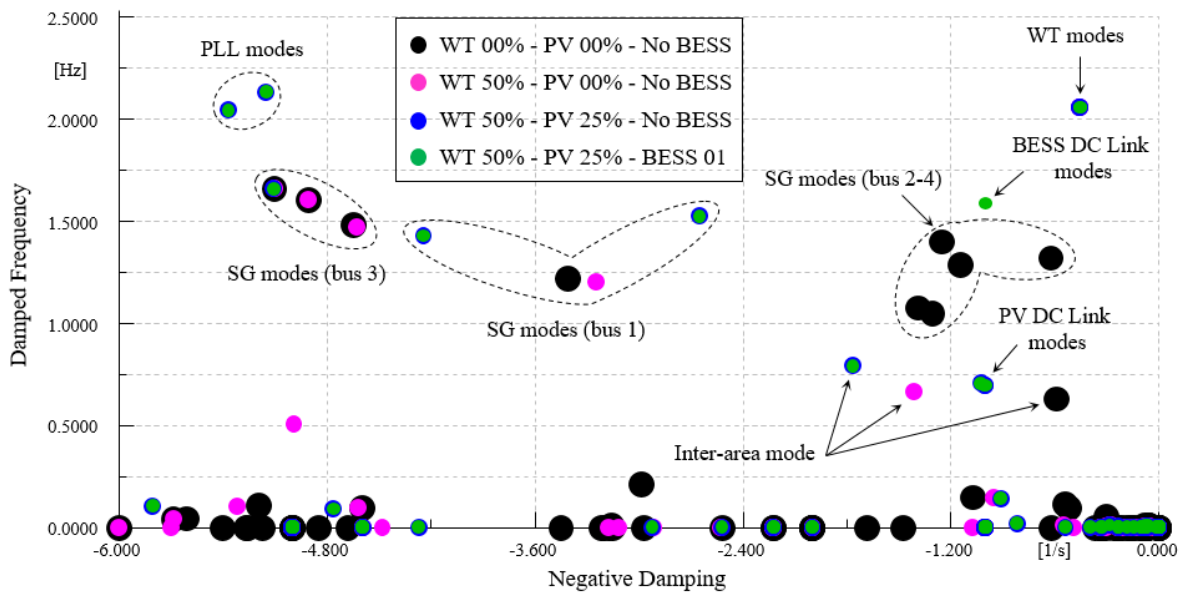 2.5000
[Hz]
2.0000
1.5000
1.0000
0.5000
0.0000
Damped Frequency
WT 00% - PV 00% - No BESS
WT 50% - PV 00% - No BESS
WT 50% - PV 25% - No BESS
WT 50% - PV 25% - BESS 01
PLL modes
WT modes
BESS DC Link
modes
SG modes (bus 2-4)
SG modes (bus 3)
SG modes (bus 1)
PV DC Link
modes
Inter-area mode
-6.000
-4.800
-3.600
-2.400
-1.200
[1/s]
0.000
Negative Damping